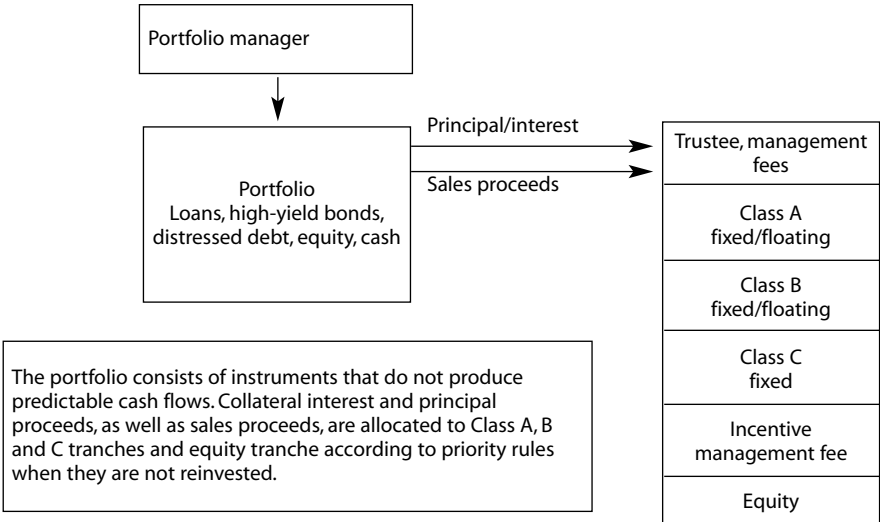 Portfolio manager
Portfolio
Loans, high-yield bonds,
distressed debt, equity, cash
Principal/interest
Sales proceeds
Trustee, management
fees
Class A
fixed/floating
Class B
fixed/floating
Class C
fixed
Incentive
management fee
Equity
The portfolio consists of instruments that do not produce
predictable cash flows. Collateral interest and principal
proceeds, as well as sales proceeds, are allocated to Class A, B
and C tranches and equity tranche according to priority rules
when they are not reinvested.